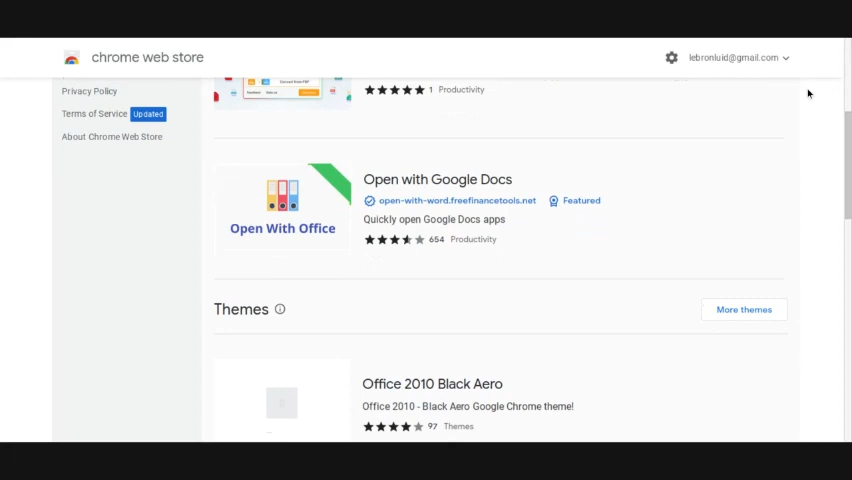 chrome web store
lebronluid@gmail.com
Privacy Policy
Terms of Service Updated
About Chrome Web Store
1 Productivity
Open with Google Docs
open-with-word.freefinancetools.net Featured
Quickly open Google Docs apps
654 Productivity
Open With Office
Themes
More themes
Office 2010 Black Aero
Office 2010 - Black Aero Google Chrome theme!
97 Themes